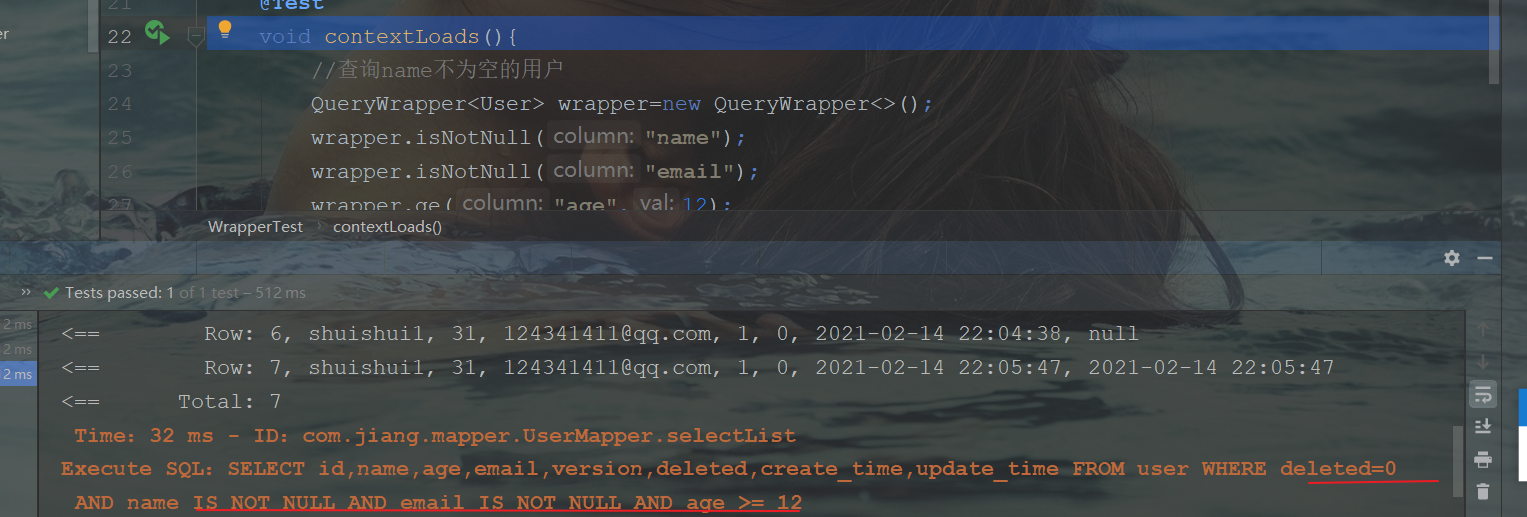 21 @Test
er
22 void contextLoads(){
23 //查询name不为空的用户
24 QueryWrapper<User> wrapper=new QueryWrapper<>();
25 wrapper.isNotNull( column: "name");
26 wrapper.isNotNull( column: "email");
27 wrapper.ge( column: "age", val: 12);
WrapperTest › contextLoads()
» Tests passed: 1 of 1 test – 512 ms
2 ms
2 ms
2 ms
<== Row: 6, shuishui1, 31, 124341411@qq.com, 1, 0, 2021-02-14 22:04:38, null
<== Row: 7, shuishui1, 31, 124341411@qq.com, 1, 0, 2021-02-14 22:05:47, 2021-02-14 22:05:47
<== Total: 7
Time: 32 ms - ID: com.jiang.mapper.UserMapper.selectList
Execute SQL: SELECT id,name,age,email,version,deleted,create_time,update_time FROM user WHERE deleted=0
AND name IS NOT NULL AND email IS NOT NULL AND age >= 12